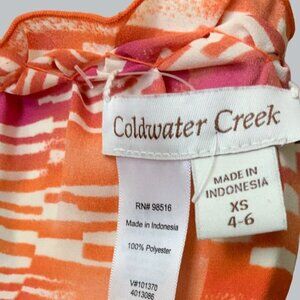 Coldwater Creek
MADE IN
INDONESIA
XS
4-6
RN# 98516
Made in Indonesia
100% Polyester
V#101370
4013086